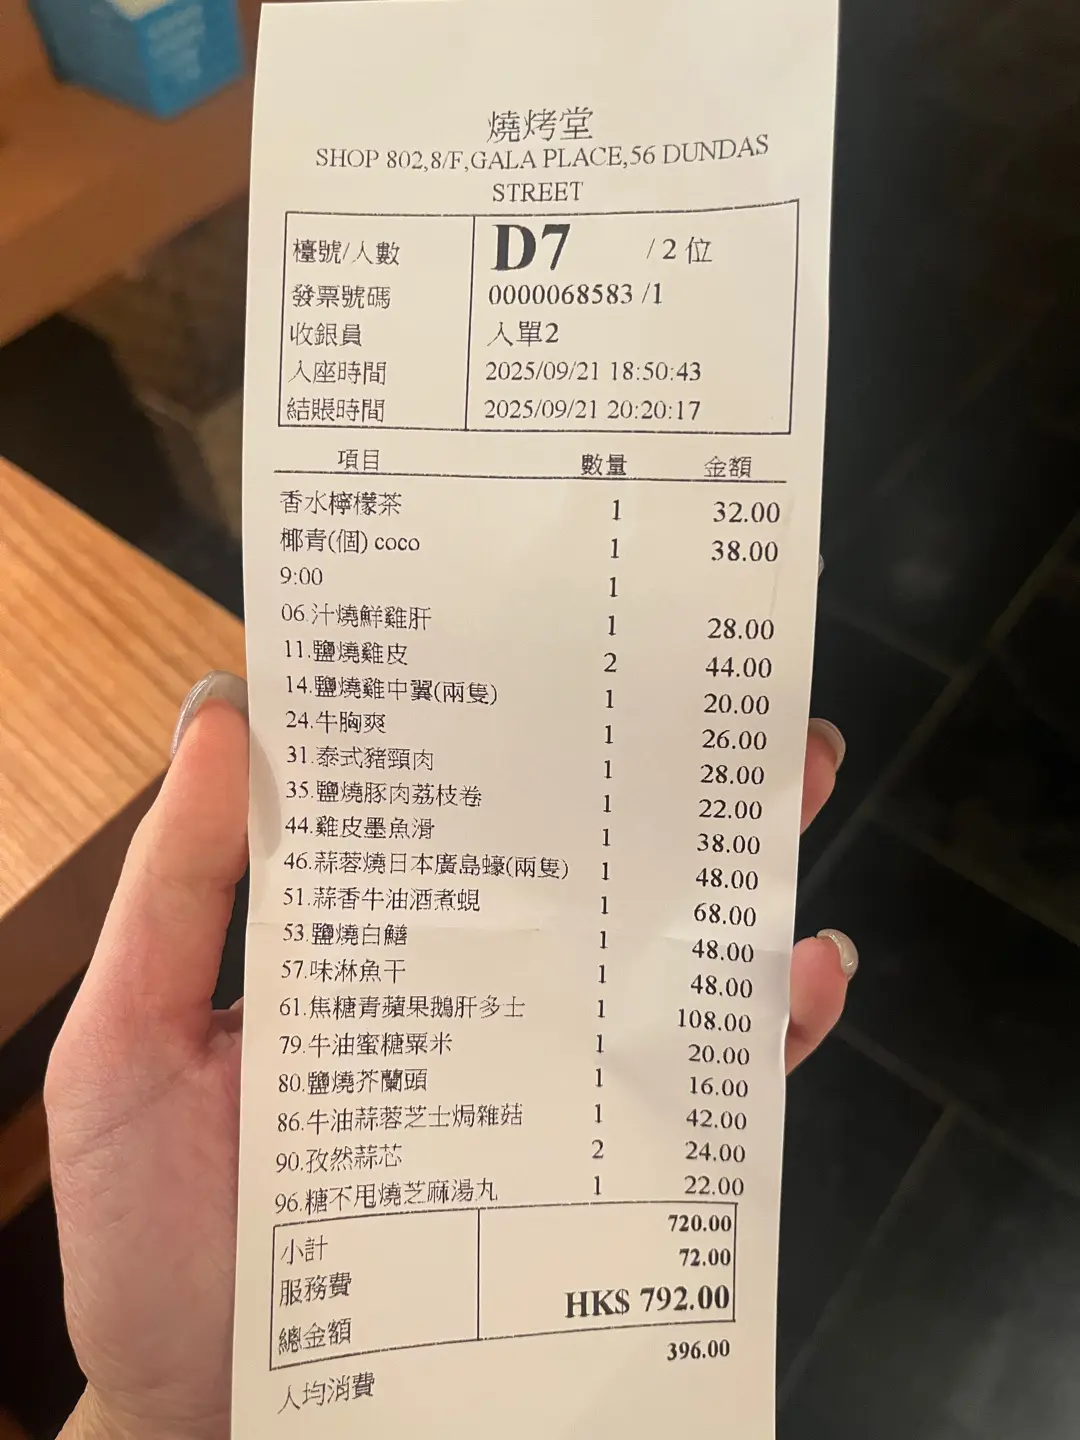 燒烤堂
SHOP 802,8/F,GALA PLACE,56 DUNDAS
STREET
檯號/人數 D7 / 2 位
發票號碼 0000068583 /1
收銀員 入單2
入座時間 2025/09/21 18:50:43
結賬時間 2025/09/21 20:20:17
項目 數量 金額
香水檸檬茶 1 32.00
椰青(個) coco 1 38.00
9:00 1
06.汁燒鮮雞肝 1 28.00
11.鹽燒雞皮 2 44.00
14.鹽燒雞中翼(兩隻) 1 20.00
24.牛胸爽 1 26.00
31.泰式豬頸肉 1 28.00
35.鹽燒豚肉荔枝卷 1 22.00
44.雞皮墨魚滑 1 38.00
46.蒜蓉燒日本廣島蠔(兩隻) 1 48.00
51.蒜香牛油酒煮蜆 1 68.00
53.鹽燒白鱔 1 48.00
57.味淋魚干 1 48.00
61.焦糖青蘋果鵝肝多士 1 108.00
79.牛油蜜糖粟米 1 20.00
80.鹽燒芥蘭頭 1 16.00
86.牛油蒜蓉芝士焗雜菇 1 42.00
90.孜然蒜芯 2 24.00
96.糖不甩燒芝麻湯丸 1 22.00
小計 720.00
服務費 72.00
總金額 HK$ 792.00
人均消費 396.00